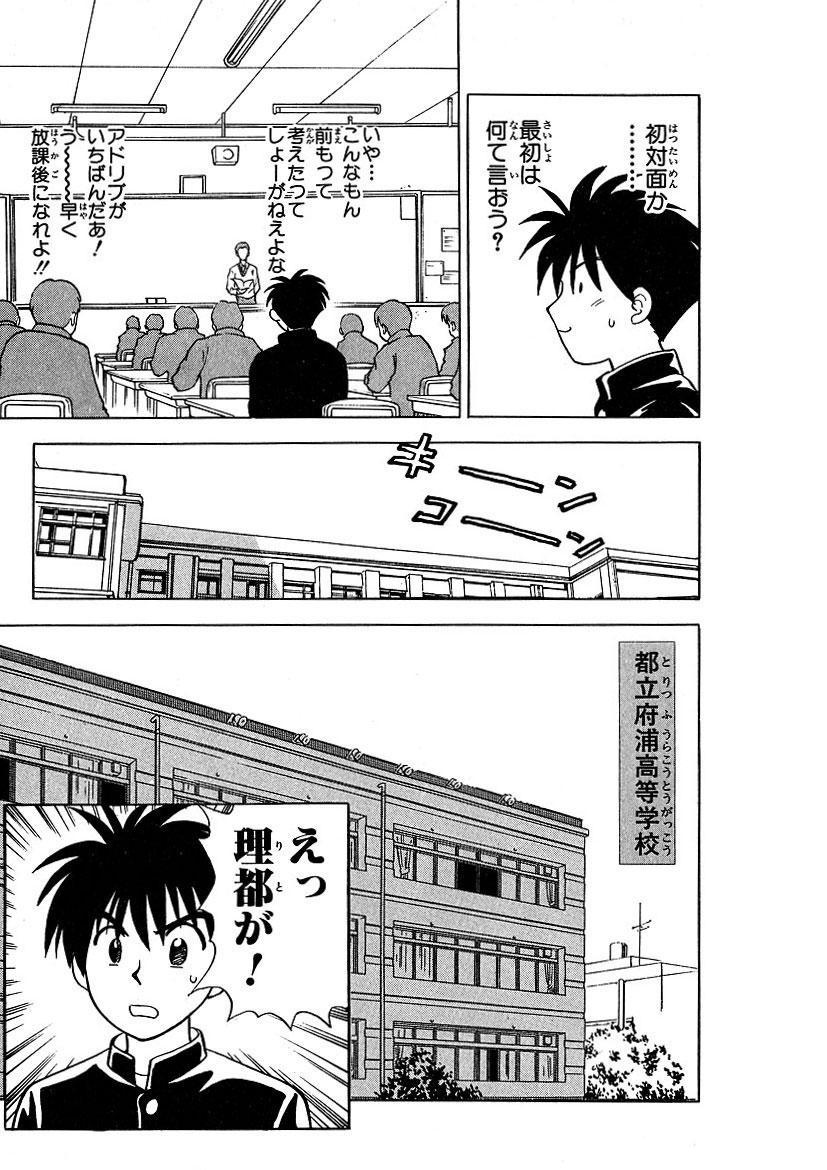 初対面か
………
最初は
何て言おう?
いや…
こんなもん
前もって
考えたって
しょーがねえよな
アドリブが
いちばんだあ!
う~~~早く
放課後になれよ!!
キーン
コーン
都立府浦高等学校
えっ
理都が!